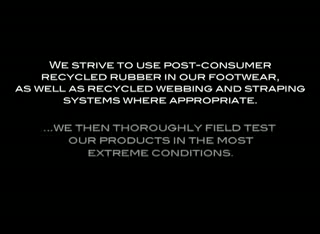 We strive to use post-consumer
recycled rubber in our footwear,
as well as recycled webbing and straping
systems where appropriate.
...we then thoroughly field test
our products in the most
extreme conditions.